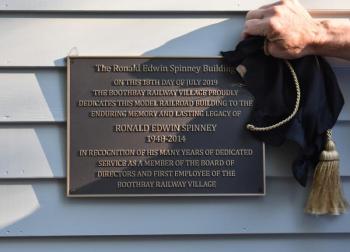 The Ronald Edwin Spinney Building
ON THIS 18TH DAY OF JULY 2019
THE BOOTHBAY RAILWAY VILLAGE PROUDLY
DEDICATES THIS MODEL RAILROAD BUILDING TO THE
ENDURING MEMORY AND LASTING LEGACY OF
RONALD EDWIN SPINNEY
1940-2014
IN RECOGNITION OF HIS MANY YEARS OF DEDICATED
SERVICE AS A MEMBER OF THE BOARD OF
DIRECTORS AND FIRST EMPLOYEE OF THE
BOOTHBAY RAILWAY VILLAGE